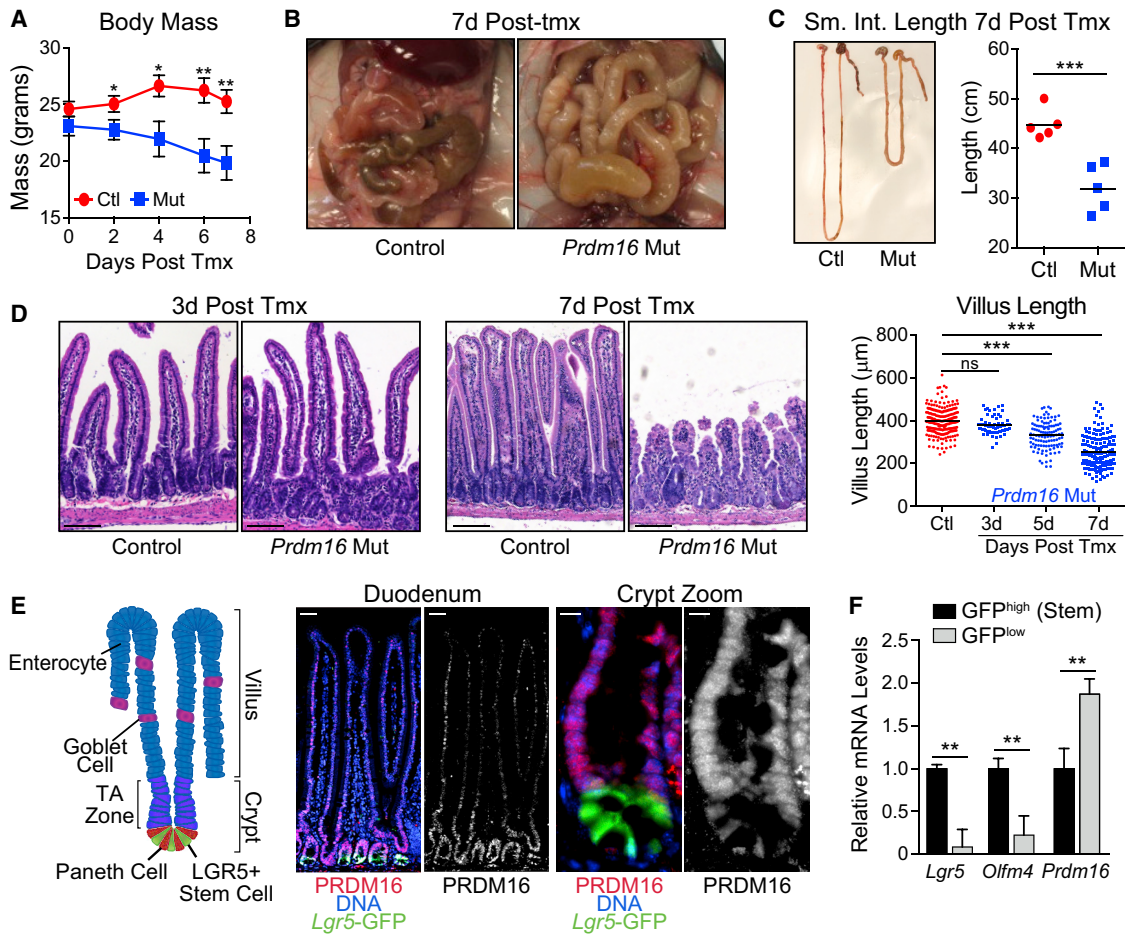 A
Body Mass
Mass (grams)
30
25
20
15
Ctl Mut
* * ** **
0 2 4 6 8
Days Post Tmx
B
7d Post-tmx
Control
Prdm16 Mut
C
Sm. Int. Length 7d Post Tmx
Ctl Mut
Length (cm)
60
50
40
30
20
***
Ctl Mut
D
3d Post Tmx
Control
Prdm16 Mut
7d Post Tmx
Control
Prdm16 Mut
Villus Length
Villus Length (μm)
800
600
400
200
0
***
***
ns
Prdm16 Mut
Ctl 3d 5d 7d
Days Post Tmx
E
Enterocyte
Goblet
Cell
TA
Zone
Paneth Cell
LGR5+
Stem Cell
Villus
Crypt
Duodenum
PRDM16
DNA
Lgr5-GFP
PRDM16
Crypt Zoom
PRDM16
DNA
Lgr5-GFP
PRDM16
F
GFPhigh (Stem)
GFPlow
Relative mRNA Levels
2.5
2.0
1.5
1.0
0.5
0
** ** **
Lgr5 Olfm4 Prdm16